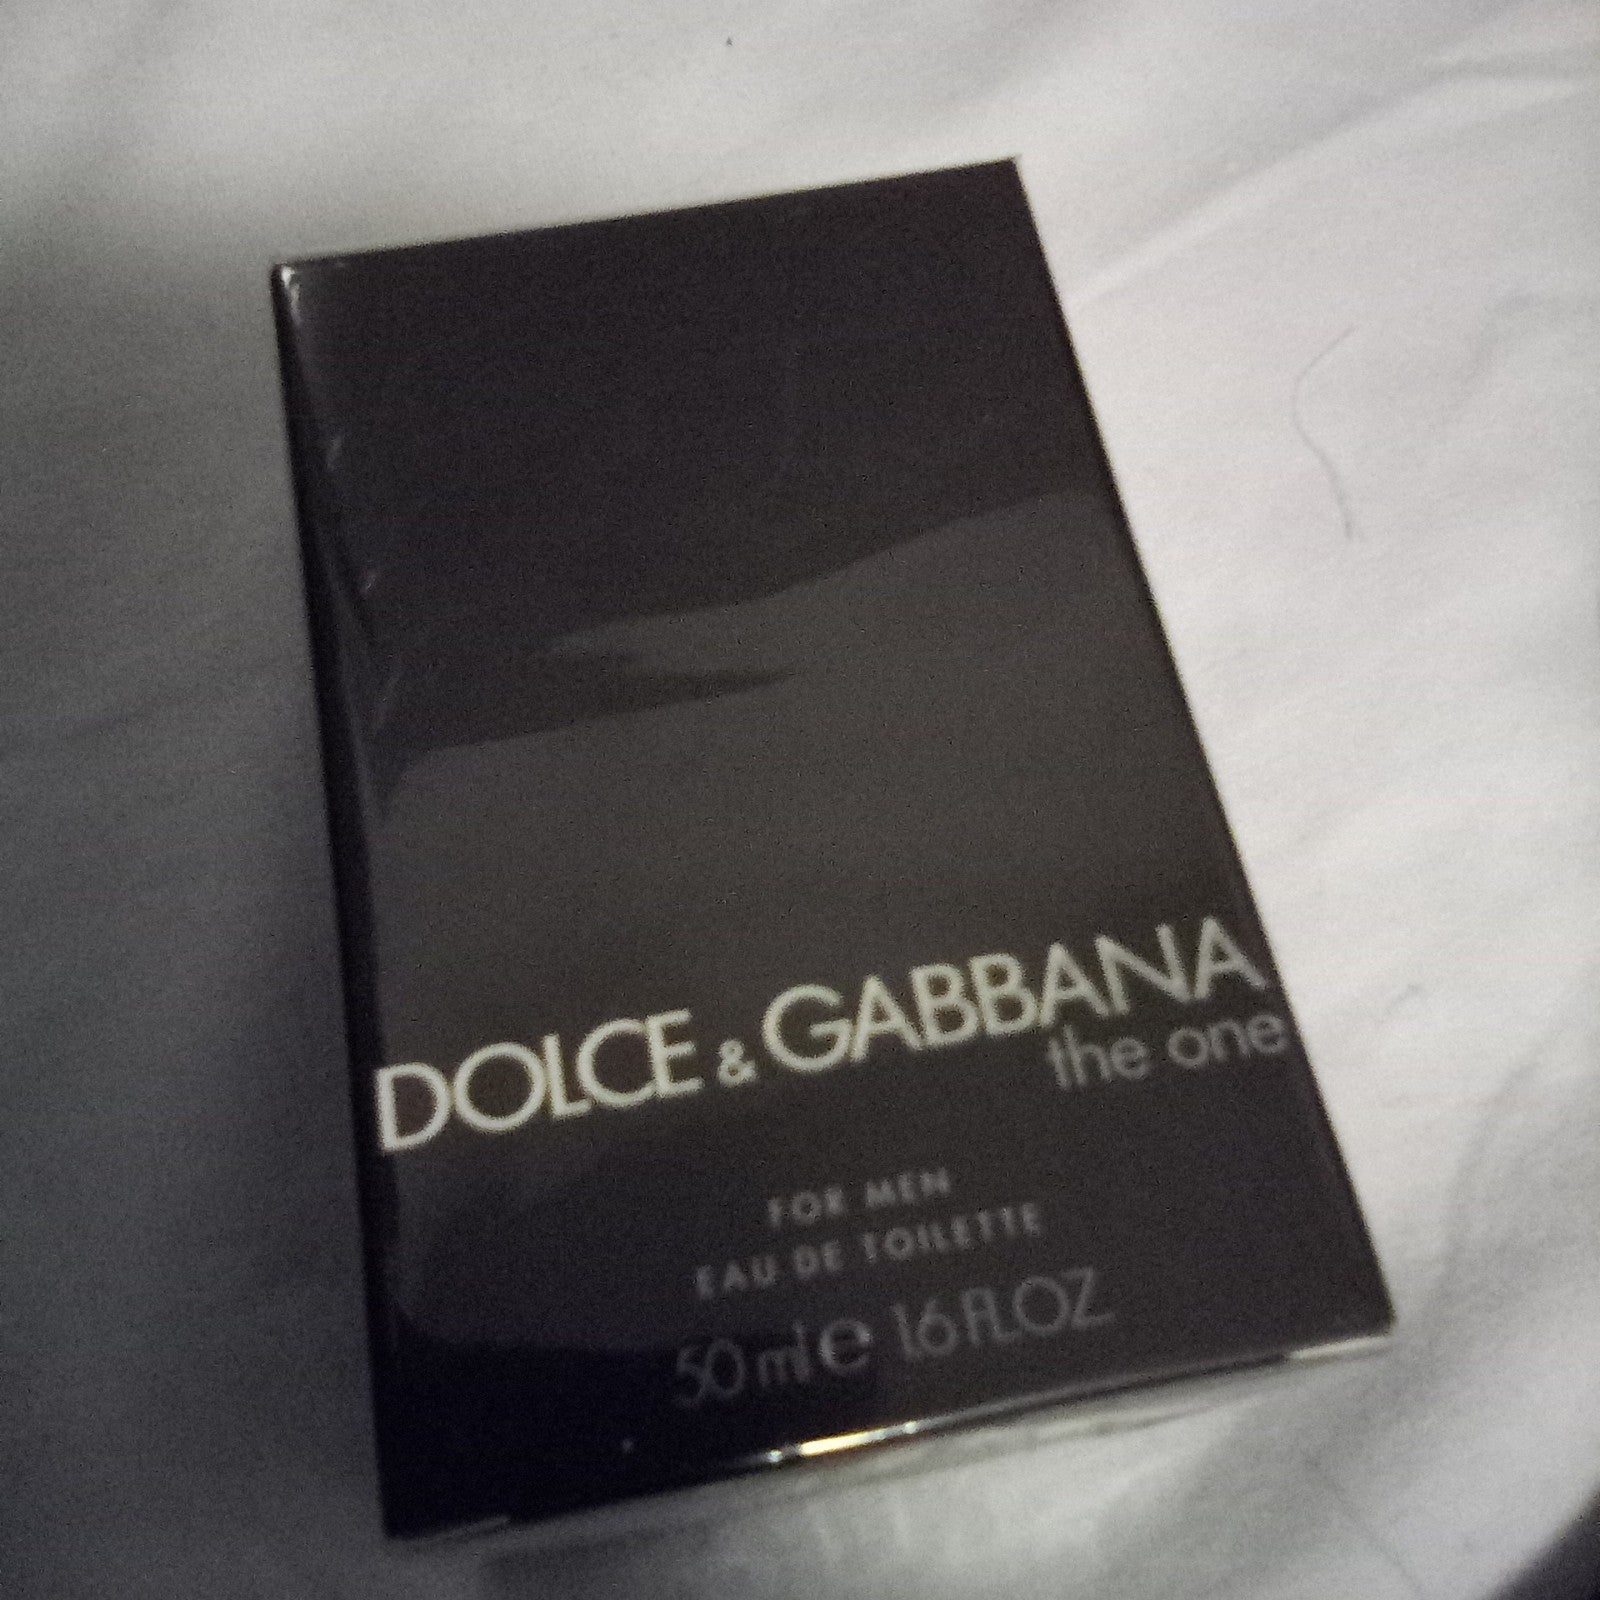 DOLCE & GABBANA
the one
FOR MEN
EAU DE TOILETTE
50 ml e 1.6 FL.OZ